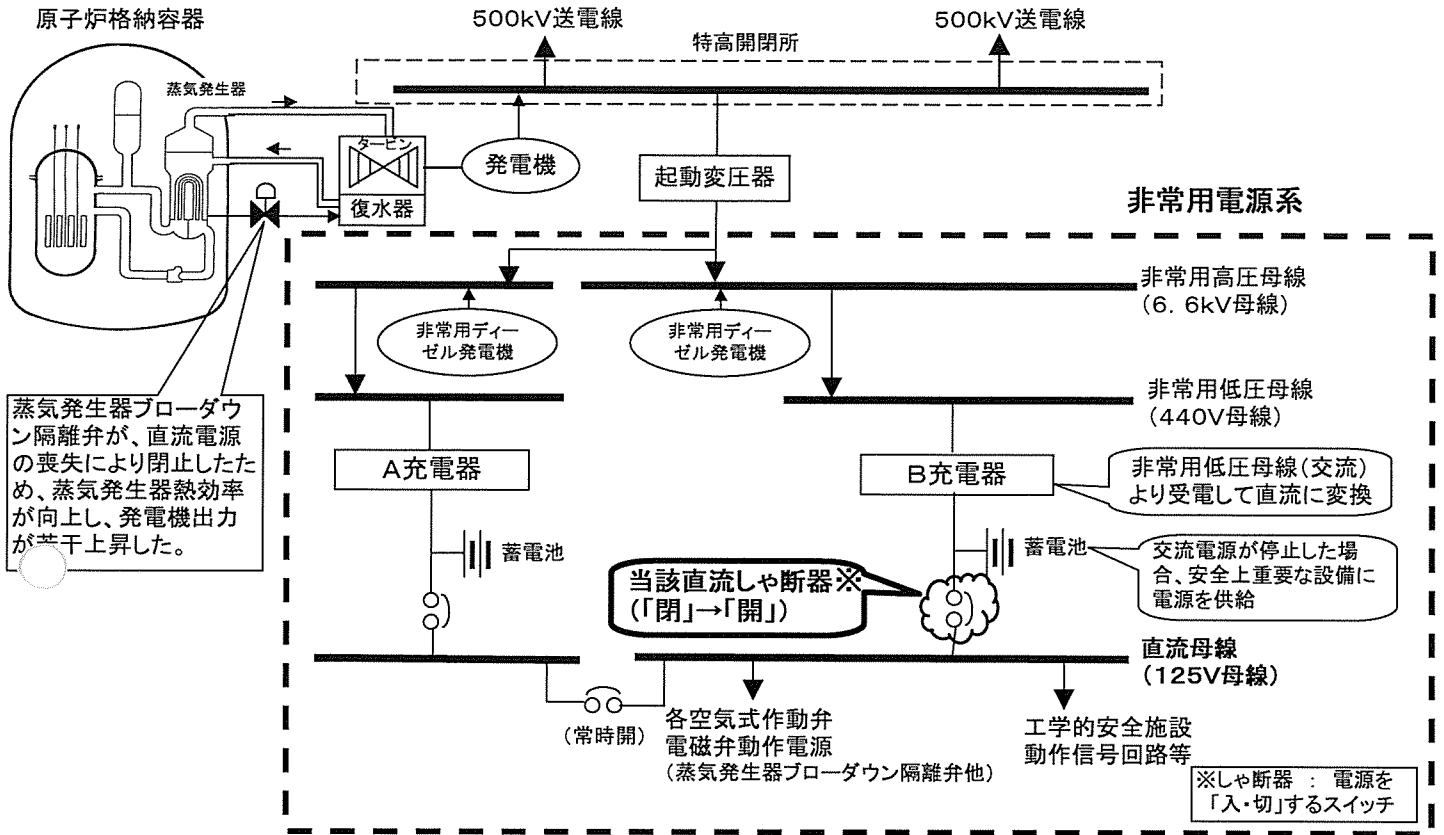 原子炉格納容器
500kV送電線
500kV送電線
特高開閉所
蒸気発生器
タービン
発電機
復水器
起動変圧器
非常用電源系
非常用高圧母線
(6.6kV母線)
非常用ディー
ゼル発電機
非常用ディー
ゼル発電機
非常用低圧母線
(440V母線)
蒸気発生器ブローダウ
ン隔離弁が、直流電源
の喪失により閉止したた
め、蒸気発生器熱効率
が向上し、発電機出力
が若干上昇した。
A充電器
B充電器
非常用低圧母線(交流)
より受電して直流に変換
蓄電池
蓄電池
交流電源が停止した場
合、安全上重要な設備に
電源を供給
当該直流しゃ断器※
(「閉」→「開」)
直流母線
(125V母線)
(常時開)
各空気式作動弁
電磁弁動作電源
(蒸気発生器ブローダウン隔離弁他)
工学的安全施設
動作信号回路等
※しゃ断器 : 電源を
「入・切」するスイッチ